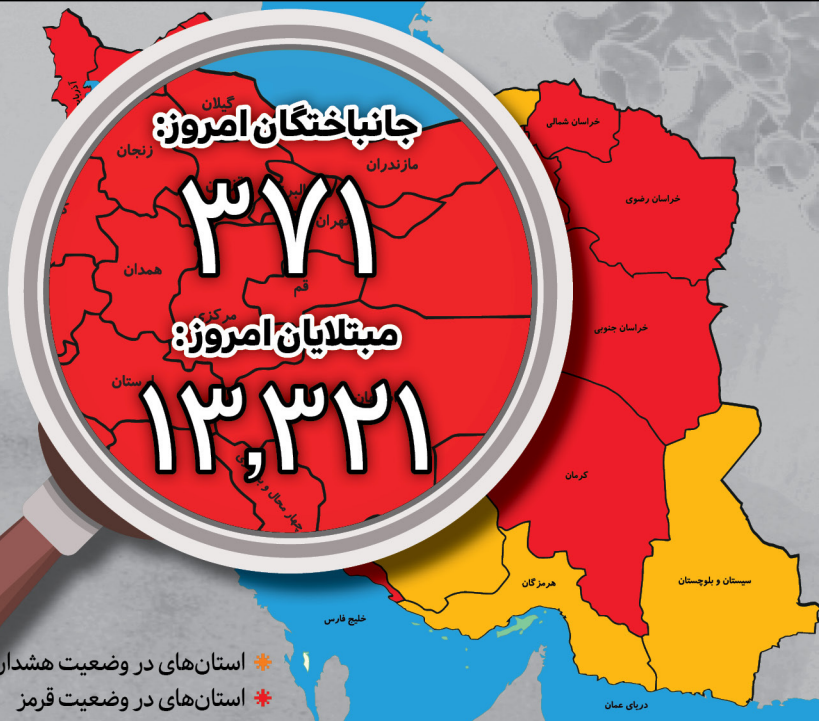 جانباختگان امروز:
۳۷۱
مبتلایان امروز:
۱۳,۳۲۱
گیلان
زنجان
مازندران
تهران
همدان
قم
مرکزی
خراسان شمالی
خراسان رضوی
خراسان جنوبی
کرمان
سیستان و بلوچستان
هرمزگان
خلیج فارس
دریای عمان
استان‌های در وضعیت هشدار
استان‌های در وضعیت قرمز